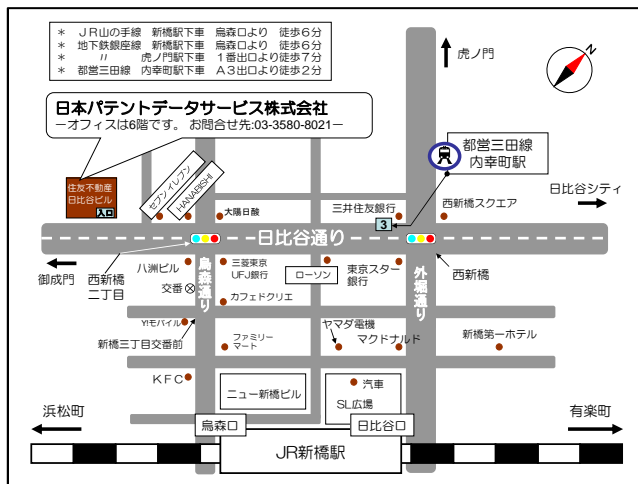 * ＪＲ山の手線 新橋駅下車 烏森口より 徒歩６分
* 地下鉄銀座線 新橋駅下車 烏森口より 徒歩６分
* 〃 虎ノ門駅下車 １番出口より徒歩７分
* 都営三田線 内幸町駅下車 Ａ３出口より徒歩２分
虎ノ門
N
日本パテントデータサービス株式会社
－オフィスは6階です。 お問合せ先:03-3580-8021－
都営三田線
内幸町駅
住友不動産
日比谷ビル
入口
セブンイレブン
HANABISHI
大陽日酸
三井住友銀行
3
西新橋スクエア
日比谷シティ
日比谷通り
御成門
西新橋
二丁目
八洲ビル
交番
烏森通り
三菱東京
UFJ銀行
ローソン
東京スター
銀行
外堀通り
西新橋
カフェドクリエ
Y!モバイル
新橋三丁目交番前
ファミリー
マート
ヤマダ電機
マクドナルド
新橋第一ホテル
ＫＦＣ
ニュー新橋ビル
汽車
SL広場
浜松町
烏森口
日比谷口
有楽町
JR新橋駅